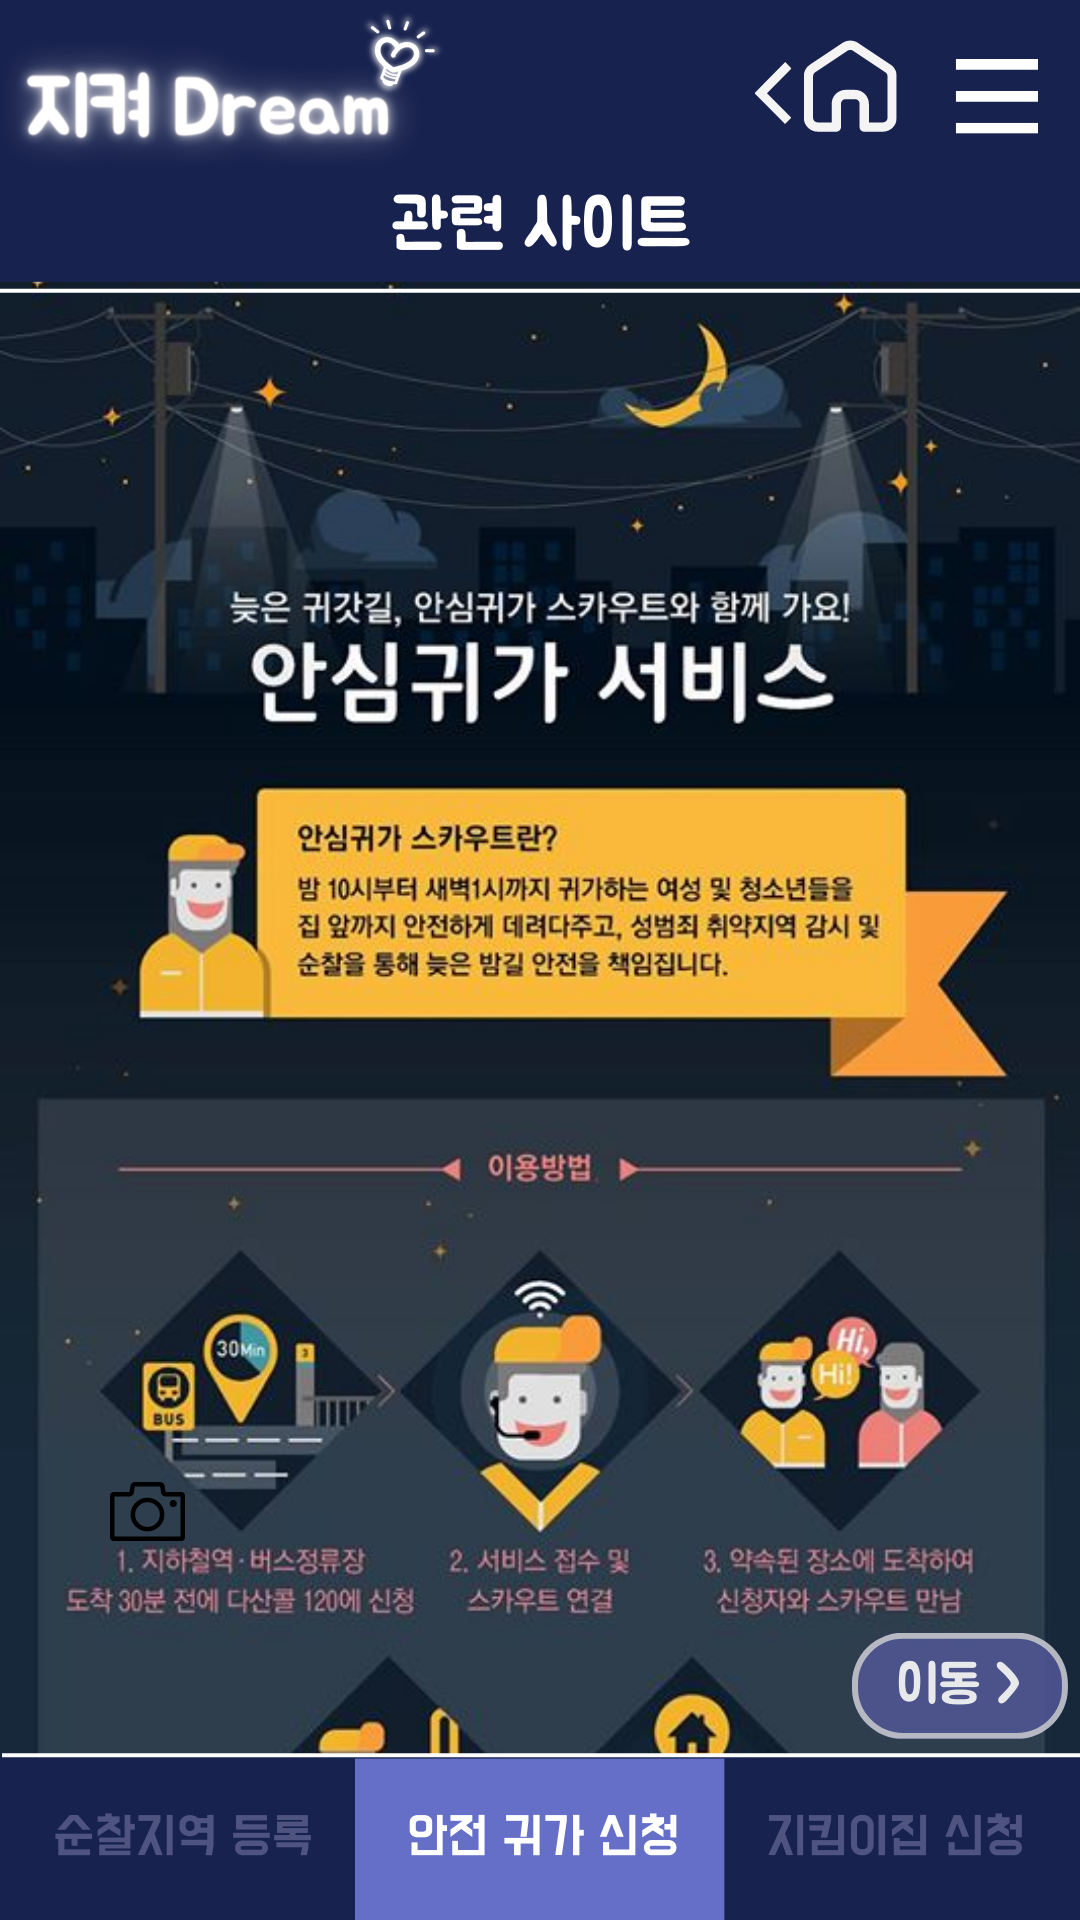 지켜 Dream
관련 사이트
늦은 귀갓길, 안심귀가 스카우트와 함께 가요!
안심귀가 서비스
안심귀가 스카우트란?
밤 10시부터 새벽1시까지 귀가하는 여성 및 청소년들을
집 앞까지 안전하게 데려다주고, 성범죄 취약지역 감시 및
순찰을 통해 늦은 밤길 안전을 책임집니다.
이용방법
30Min
3
BUS
Hi,
Hi!
1. 지하철역·버스정류장
도착 30분 전에 다산콜 120에 신청
2. 서비스 접수 및
스카우트 연결
3. 약속된 장소에 도착하여
신청자와 스카우트 만남
이동
순찰지역 등록
안전 귀가 신청
지킴이집 신청